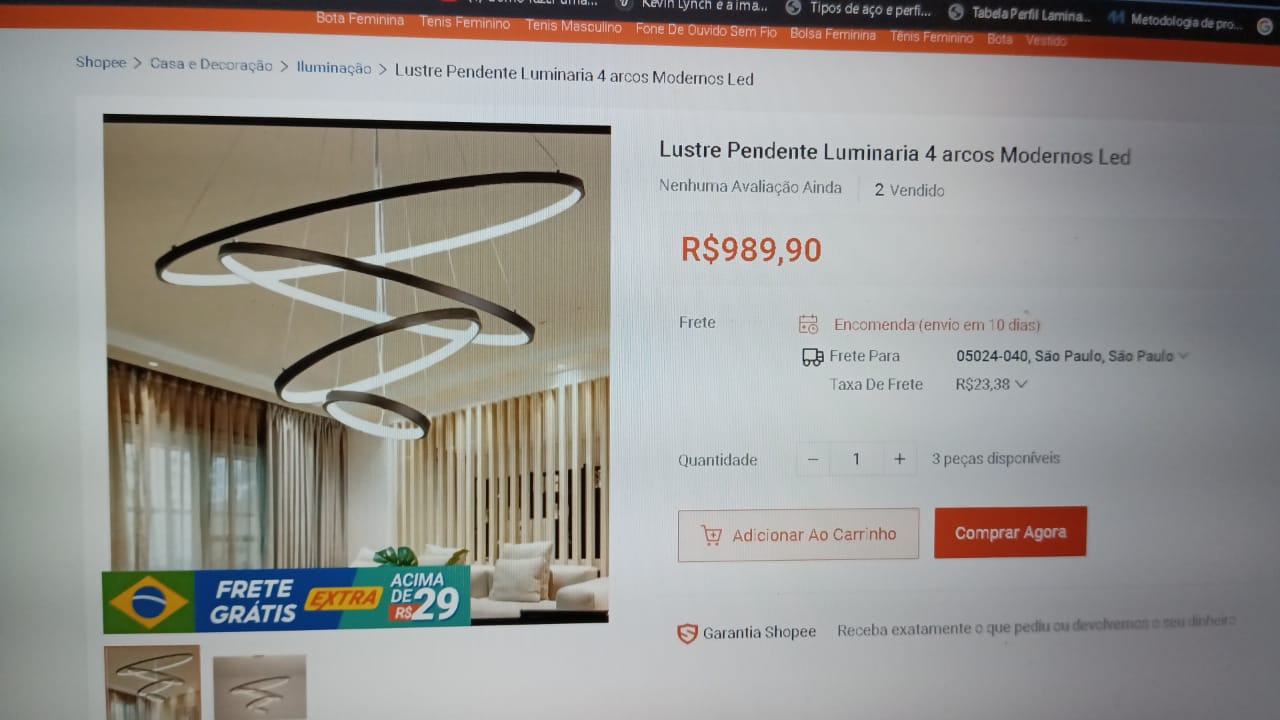 Kevin Lynch e a ima...
Tipos de aço e perfi...
Tabela Perfil Lamina...
Metodologia de pro...
Bota Feminina
Tenis Feminino
Tenis Masculino
Fone De Ouvido Sem Fio
Bolsa Feminina
Tênis Feminino
Bota
Vestido
Shopee > Casa e Decoração > Iluminação > Lustre Pendente Luminaria 4 arcos Modernos Led
Lustre Pendente Luminaria 4 arcos Modernos Led
Nenhuma Avaliação Ainda
2 Vendido
R$989,90
Frete
Encomenda (envio em 10 dias)
Frete Para
05024-040, São Paulo, São Paulo
Taxa De Frete
R$23,38
Quantidade
− 1 +
3 peças disponíveis
Adicionar Ao Carrinho
Comprar Agora
FRETE
GRÁTIS
EXTRA
ACIMA
DE
R$29
Garantia Shopee
Receba exatamente o que pediu ou devolvemos o seu dinheiro